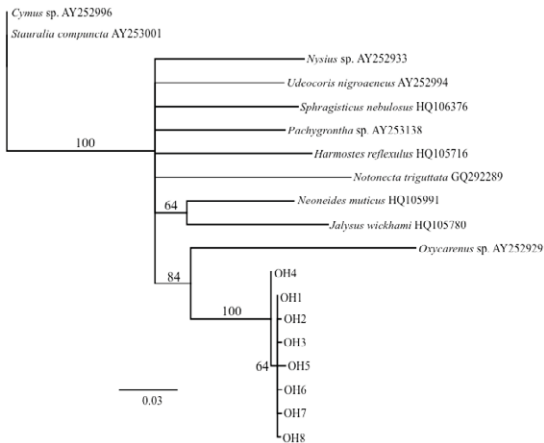 Cymus sp. AY252996
Stauralia compuncta AY253001
Nysius sp. AY252933
Udeocoris nigroaeneus AY252994
Sphragisticus nebulosus HQ106376
100
Pachygrontha sp. AY253138
Harmostes reflexulus HQ105716
Notonecta triguttata GQ292289
64
Neoneides muticus HQ105991
Jalysus wickhami HQ105780
Oxycarenus sp. AY252929
84
OH4
OH1
100
OH2
OH3
64
OH5
OH6
0.03
OH7
OH8